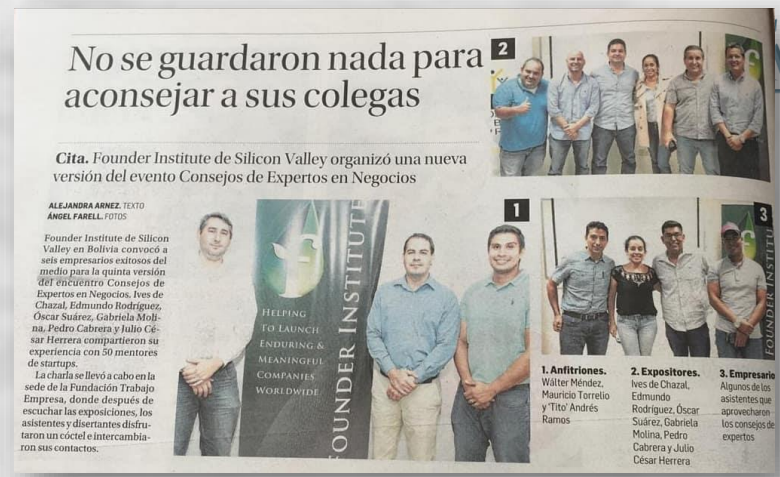 No se guardaron nada para
aconsejar a sus colegas
Cita. Founder Institute de Silicon Valley organizó una nueva
versión del evento Consejos de Expertos en Negocios
ALEJANDRA ARNEZ. TEXTO
ÁNGEL FARELL. FOTOS
Founder Institute de Silicon
Valley en Bolivia convocó a
seis empresarios exitosos del
medio para la quinta versión
del encuentro Consejos de
Expertos en Negocios. Ives de
Chazal, Edmundo Rodríguez,
Óscar Suárez, Gabriela Moli-
na, Pedro Cabrera y Julio Cé-
sar Herrera compartieron su
experiencia con 50 mentores
de startups.
La charla se llevó a cabo en la
sede de la Fundación Trabajo
Empresa, donde después de
escuchar las exposiciones, los
asistentes y disertantes disfru-
taron un cóctel e intercambia-
ron sus contactos.
1
HELPING
TO LAUNCH
ENDURING &
MEANINGFUL
COMPANIES
WORLDWIDE
FOUNDER INSTITUTE
2
3
FOUNDER INSTITU
1. Anfitriones.
Wálter Méndez,
Mauricio Torrelio
y 'Tito' Andrés
Ramos
2. Expositores.
Ives de Chazal,
Edmundo
Rodríguez, Óscar
Suárez, Gabriela
Molina, Pedro
Cabrera y Julio
César Herrera
3. Empresario
Algunos de los
asistentes que
aprovecharon
los consejos de
expertos